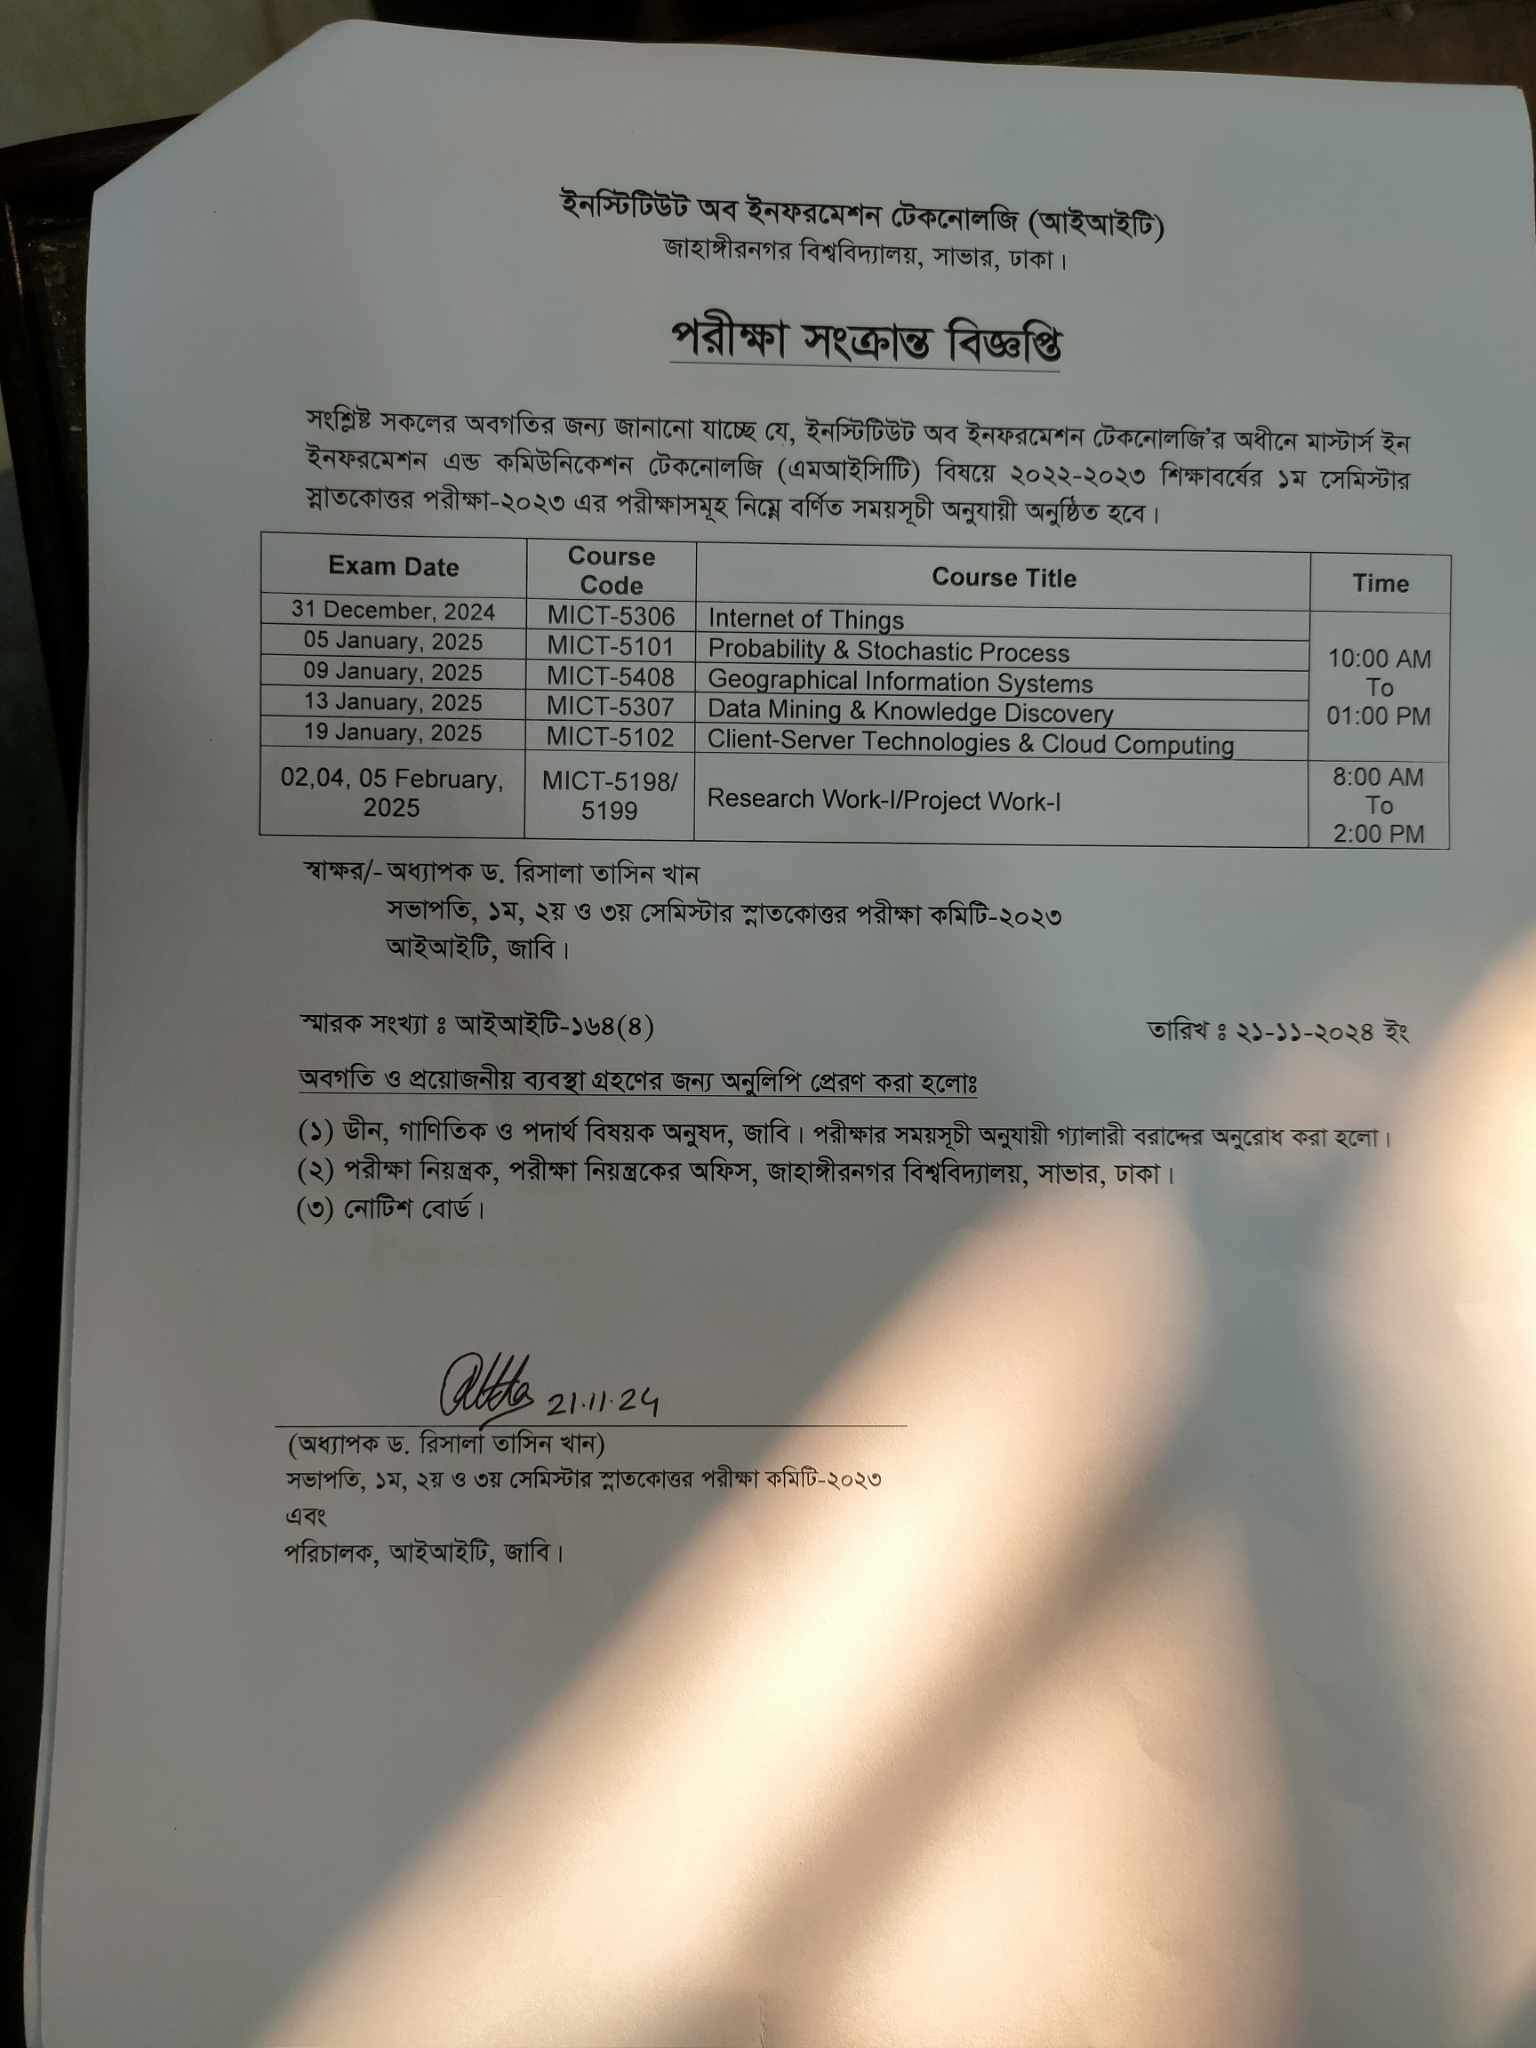 ইনস্টিটিউট অব ইনফরমেশন টেকনোলজি (আইআইটি)
জাহাঙ্গীরনগর বিশ্ববিদ্যালয়, সাভার, ঢাকা।
পরীক্ষা সংক্রান্ত বিজ্ঞপ্তি
সংশ্লিষ্ট সকলের অবগতির জন্য জানানো যাচ্ছে যে, ইনস্টিটিউট অব ইনফরমেশন টেকনোলজি'র অধীনে মাস্টার্স ইন
ইনফরমেশন এন্ড কমিউনিকেশন টেকনোলজি (এমআইসিটি) বিষয়ে ২০২২-২০২৩ শিক্ষাবর্ষের ১ম সেমিস্টার
স্নাতকোত্তর পরীক্ষা-২০২৩ এর পরীক্ষাসমূহ নিম্নে বর্ণিত সময়সূচী অনুযায়ী অনুষ্ঠিত হবে।
Exam Date Course Code Course Title Time
31 December, 2024 MICT-5306 Internet of Things
05 January, 2025 MICT-5101 Probability & Stochastic Process
09 January, 2025 MICT-5408 Geographical Information Systems
13 January, 2025 MICT-5307 Data Mining & Knowledge Discovery
19 January, 2025 MICT-5102 Client-Server Technologies & Cloud Computing
10:00 AM
To
01:00 PM
02,04, 05 February, 2025 MICT-5198/ 5199 Research Work-I/Project Work-I
8:00 AM
To
2:00 PM
স্বাক্ষর/- অধ্যাপক ড. রিসালা তাসিন খান
সভাপতি, ১ম, ২য় ও ৩য় সেমিস্টার স্নাতকোত্তর পরীক্ষা কমিটি-২০২৩
আইআইটি, জাবি।
স্মারক সংখ্যা ঃ আইআইটি-১৬৪(৪) তারিখ ঃ ২১-১১-২০২৪ ইং
অবগতি ও প্রয়োজনীয় ব্যবস্থা গ্রহণের জন্য অনুলিপি প্রেরণ করা হলোঃ
(১) ডীন, গাণিতিক ও পদার্থ বিষয়ক অনুষদ, জাবি। পরীক্ষার সময়সূচী অনুযায়ী গ্যালারী বরাদ্দের অনুরোধ করা হলো।
(২) পরীক্ষা নিয়ন্ত্রক, পরীক্ষা নিয়ন্ত্রকের অফিস, জাহাঙ্গীরনগর বিশ্ববিদ্যালয়, সাভার, ঢাকা।
(৩) নোটিশ বোর্ড।
21.11.24
(অধ্যাপক ড. রিসালা তাসিন খান)
সভাপতি, ১ম, ২য় ও ৩য় সেমিস্টার স্নাতকোত্তর পরীক্ষা কমিটি-২০২৩
এবং
পরিচালক, আইআইটি, জাবি।